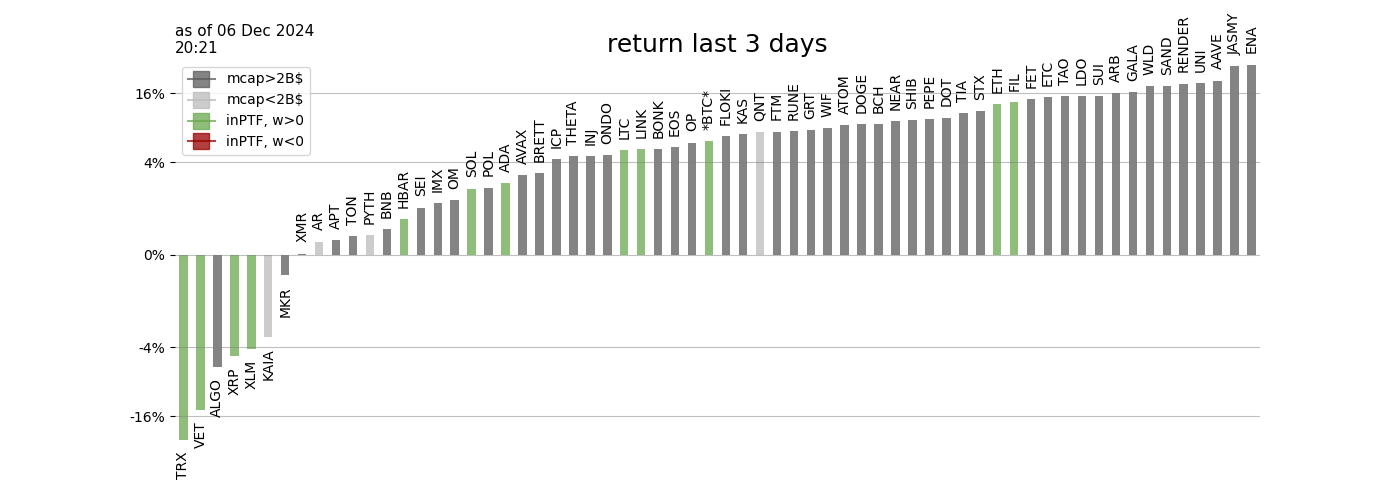 as of 06 Dec 2024
20:21
return last 3 days
mcap>2B$
mcap<2B$
inPTF, w>0
inPTF, w<0
16%
4%
0%
-4%
-16%
TRX
VET
ALGO
XRP
XLM
KAIA
MKR
XMR
AR
APT
TON
PYTH
BNB
HBAR
SEI
IMX
OM
SOL
POL
ADA
AVAX
BRETT
ICP
THETA
INJ
ONDO
LTC
LINK
BONK
EOS
OP
*BTC*
FLOKI
KAS
QNT
FTM
RUNE
GRT
WIF
ATOM
DOGE
BCH
NEAR
SHIB
PEPE
DOT
TIA
STX
ETH
FIL
FET
ETC
TAO
LDO
SUI
ARB
GALA
WLD
SAND
RENDER
UNI
AAVE
JASMY
ENA